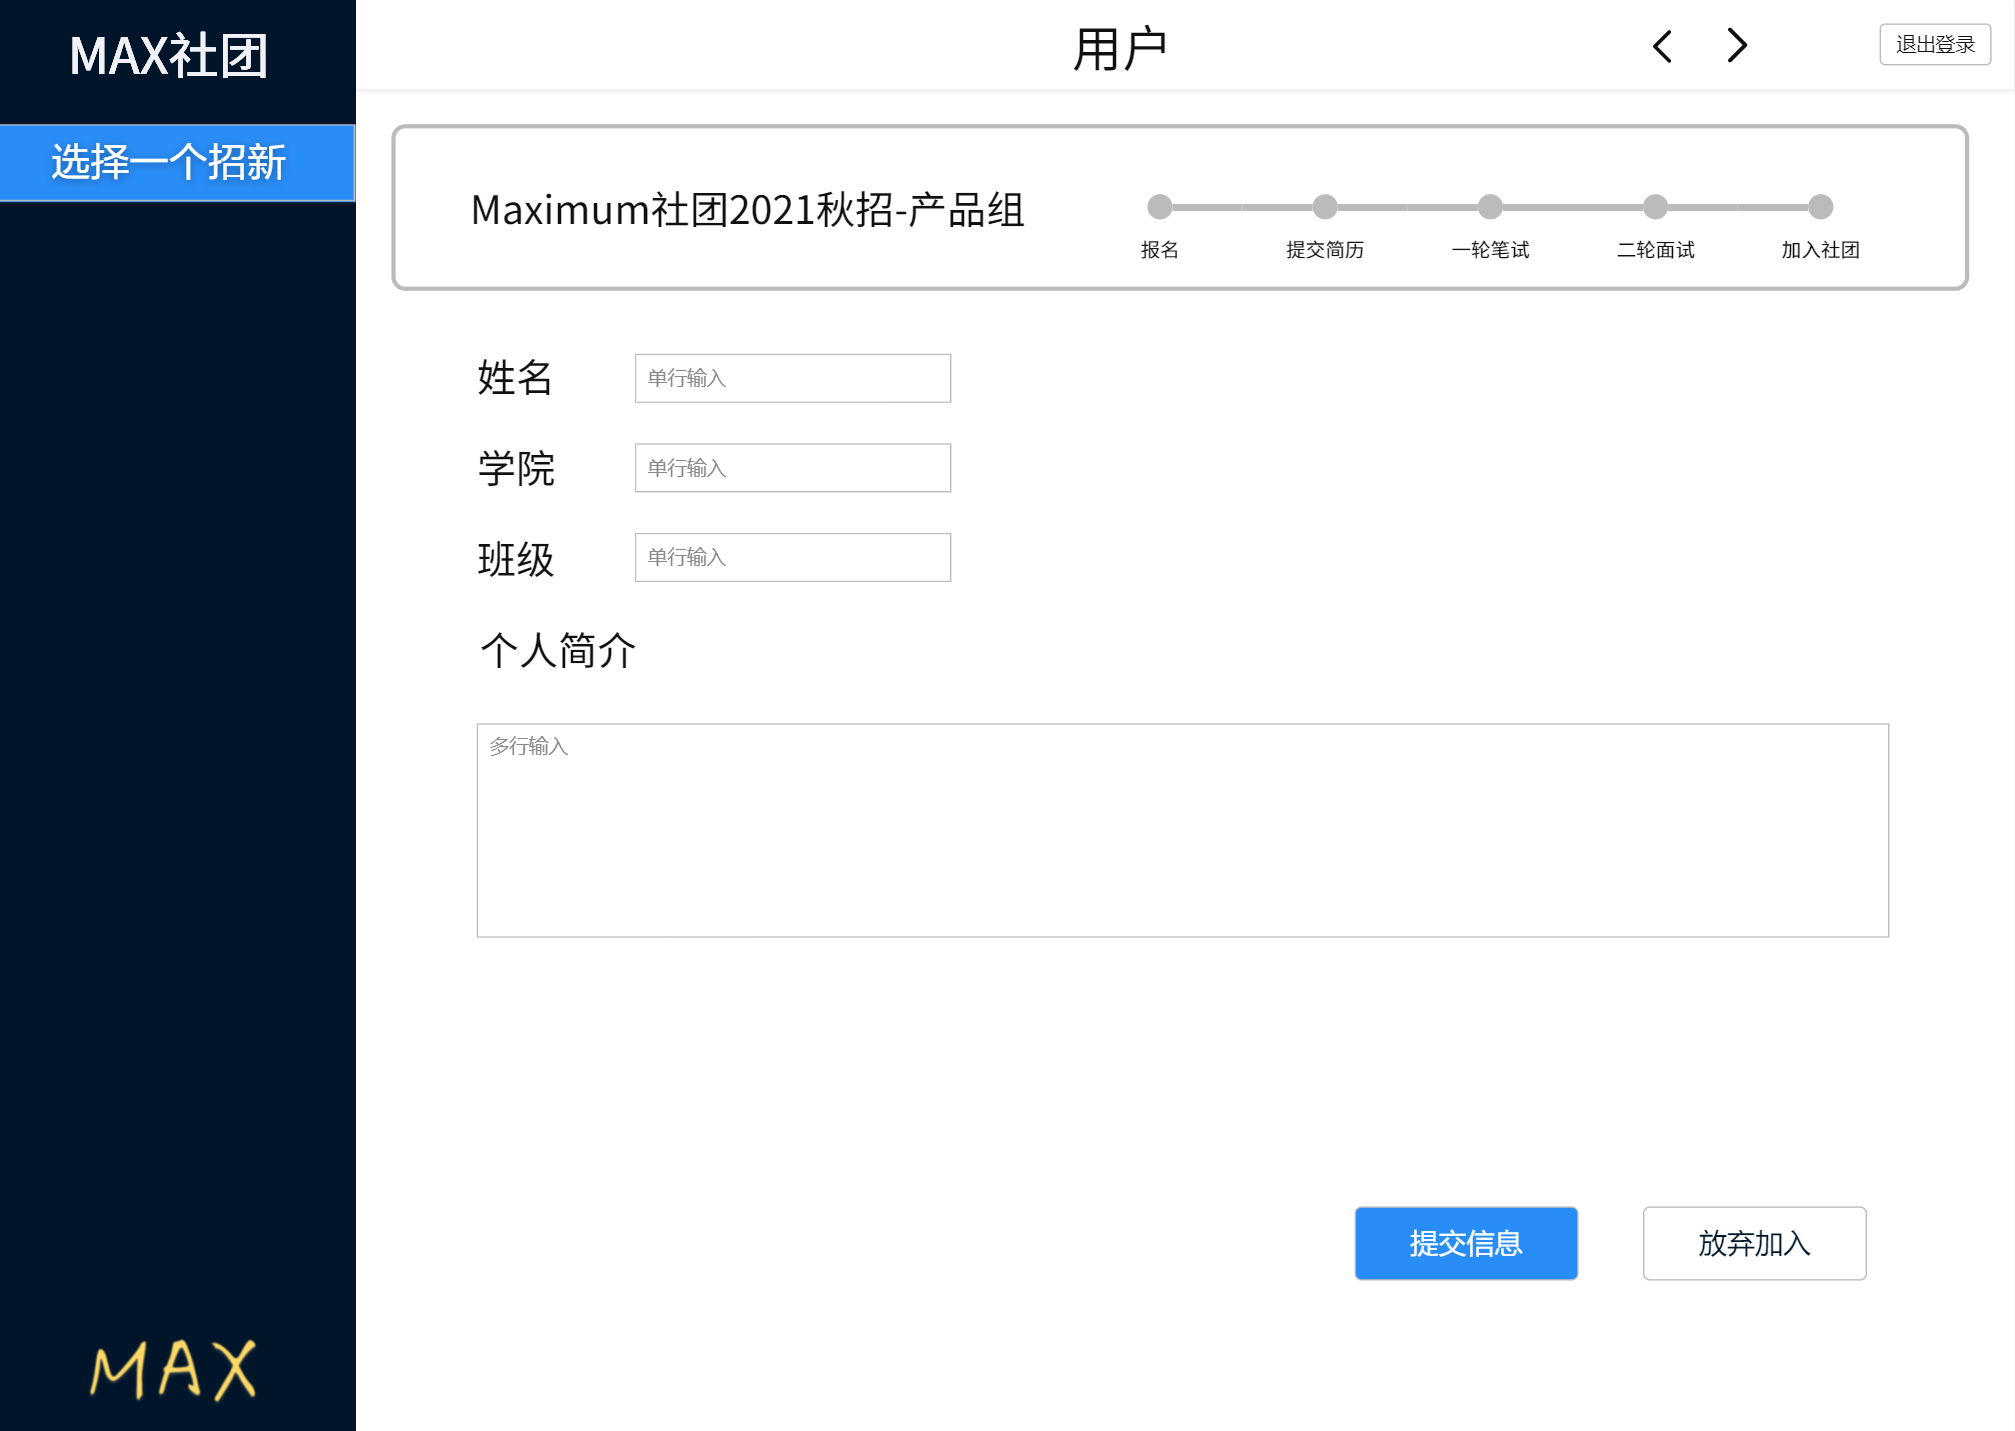 MAX社团
用户
退出登录
选择一个招新
Maximum社团2021秋招-产品组
报名
提交简历
一轮笔试
二轮面试
加入社团
姓名
单行输入
学院
单行输入
班级
单行输入
个人简介
多行输入
提交信息
放弃加入
MAX